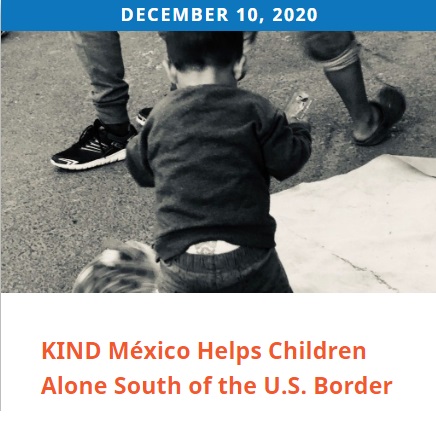 DECEMBER 10, 2020
KIND México Helps Children
Alone South of the U.S. Border